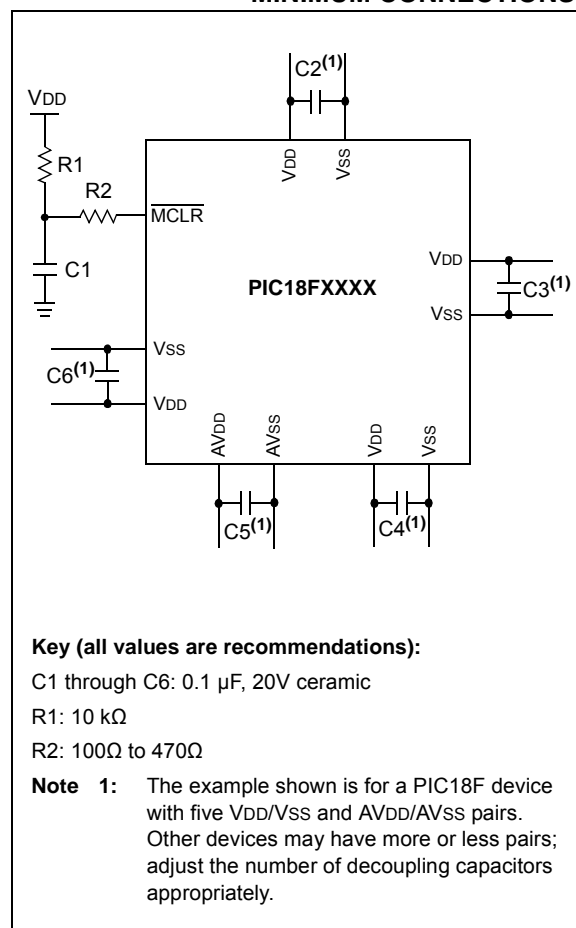 C2(1)
VDD
R1
R2
VDD
VSS
MCLR
C1
VDD
C3(1)
PIC18FXXXX
VSS
VSS
C6(1)
VDD
AVDD
AVSS
VDD
VSS
C5(1)
C4(1)
Key (all values are recommendations):
C1 through C6: 0.1 µF, 20V ceramic
R1: 10 kΩ
R2: 100Ω to 470Ω
Note 1: The example shown is for a PIC18F device
with five VDD/VSS and AVDD/AVSS pairs.
Other devices may have more or less pairs;
adjust the number of decoupling capacitors
appropriately.